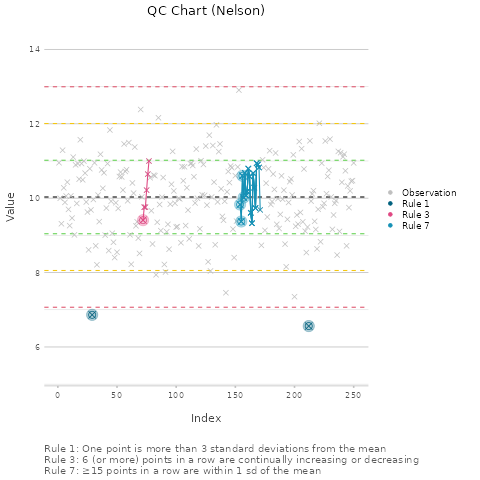 QC Chart (Nelson)
14
12
10
8
6
Value
0
50
100
150
200
250
Index
Observation
Rule 1
Rule 3
Rule 7
Rule 1: One point is more than 3 standard deviations from the mean
Rule 3: 6 (or more) points in a row are continually increasing or decreasing
Rule 7: ≥15 points in a row are within 1 sd of the mean